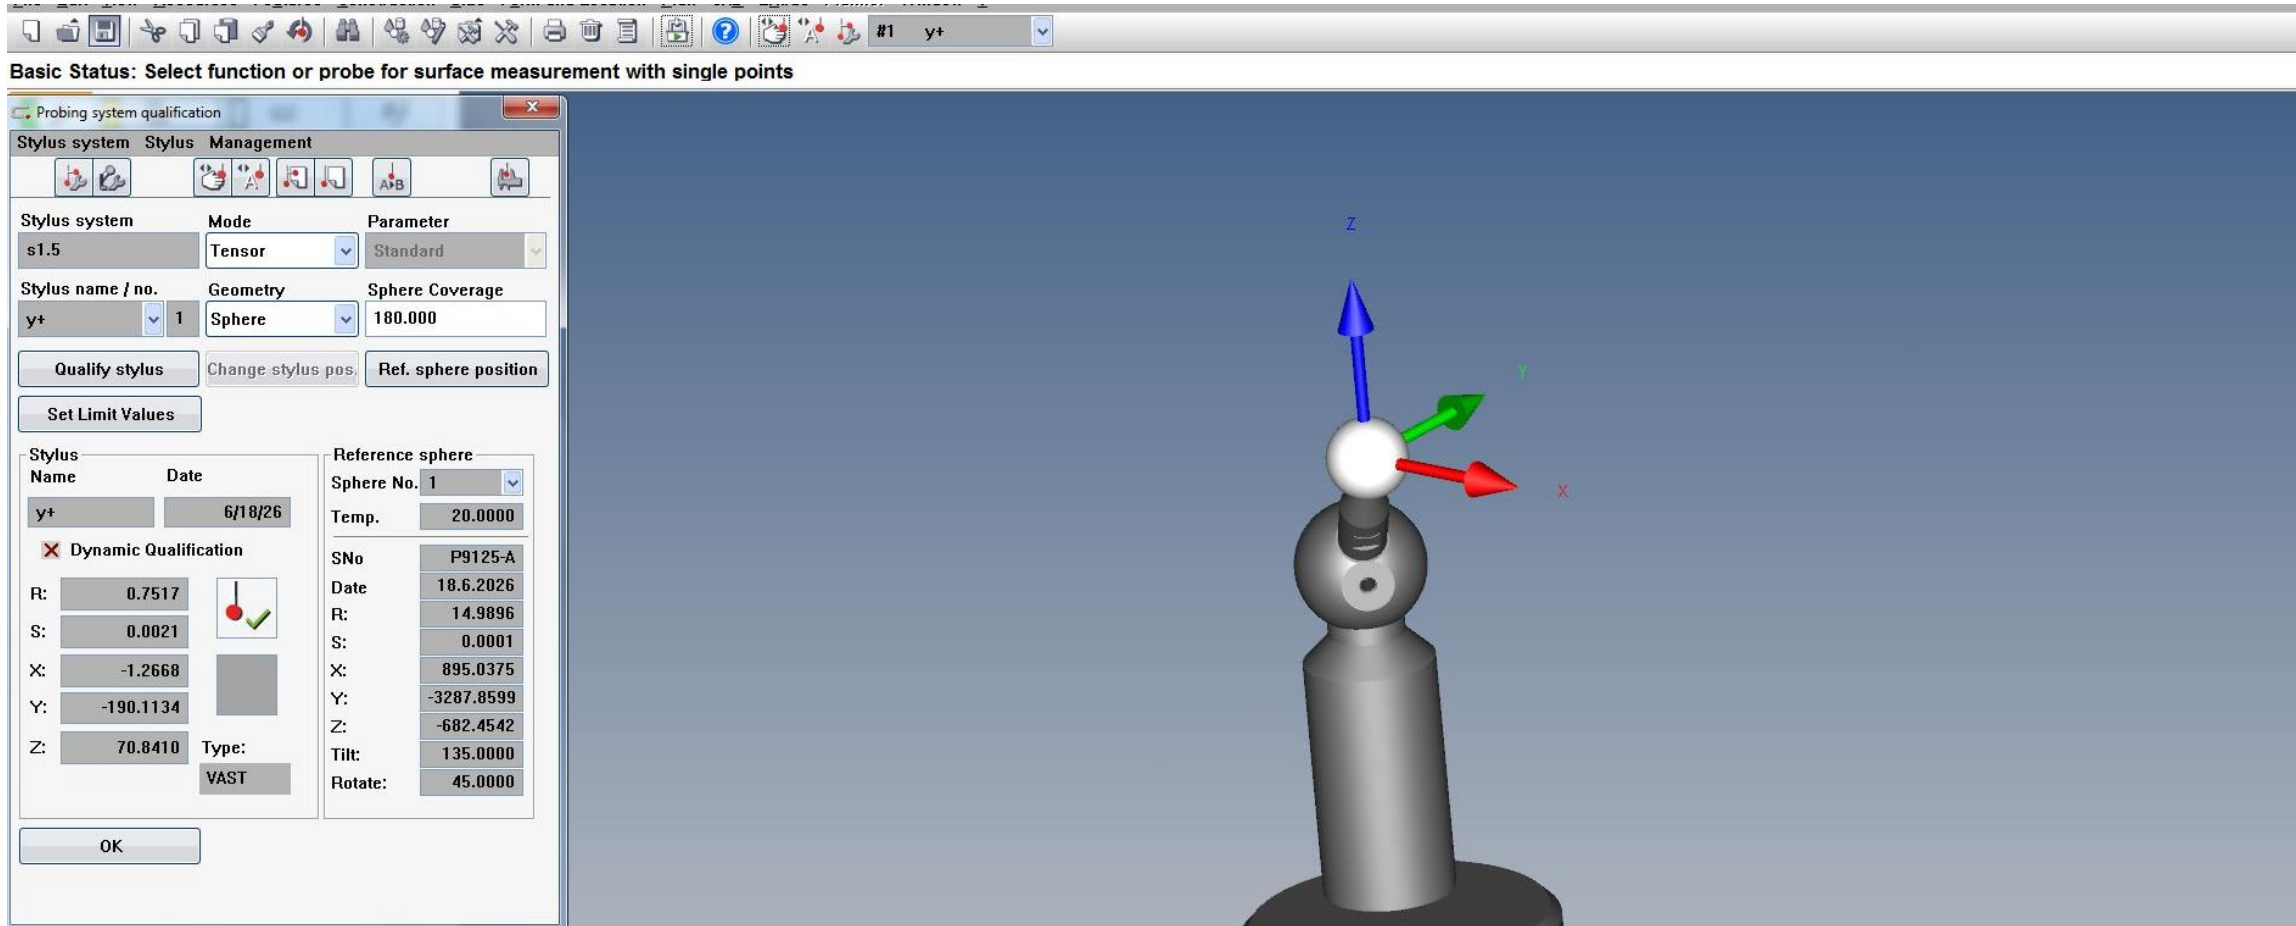 #1 y+
Basic Status: Select function or probe for surface measurement with single points
Probing system qualification
Stylus system Stylus Management
A▸B
Stylus system Mode Parameter
s1.5 Tensor Standard
Stylus name / no. Geometry Sphere Coverage
y+ 1 Sphere 180.000
Qualify stylus Change stylus pos. Ref. sphere position
Set Limit Values
Stylus
Name Date
y+ 6/18/26
Dynamic Qualification
R: 0.7517
S: 0.0021
X: -1.2668
Y: -190.1134
Z: 70.8410
Type:
VAST
Reference sphere
Sphere No. 1
Temp. 20.0000
SNo P9125-A
Date 18.6.2026
R: 14.9896
S: 0.0001
X: 895.0375
Y: -3287.8599
Z: -682.4542
Tilt: 135.0000
Rotate: 45.0000
OK
Z
Y
X